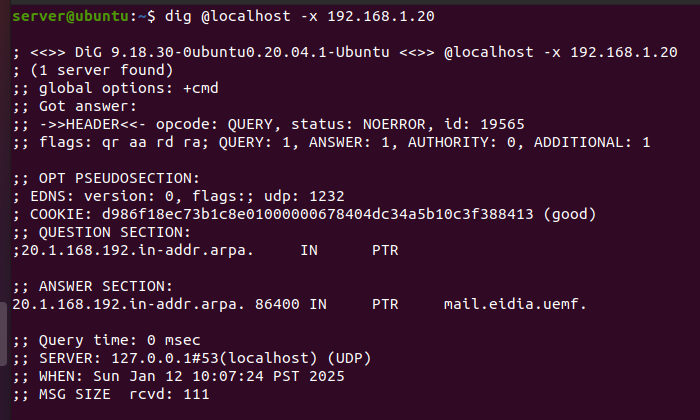 server@ubuntu:~$ dig @localhost -x 192.168.1.20

; <<>> DiG 9.18.30-0ubuntu0.20.04.1-Ubuntu <<>> @localhost -x 192.168.1.20
; (1 server found)
;; global options: +cmd
;; Got answer:
;; ->>HEADER<<- opcode: QUERY, status: NOERROR, id: 19565
;; flags: qr aa rd ra; QUERY: 1, ANSWER: 1, AUTHORITY: 0, ADDITIONAL: 1

;; OPT PSEUDOSECTION:
; EDNS: version: 0, flags:; udp: 1232
; COOKIE: d986f18ec73b1c8e01000000678404dc34a5b10c3f388413 (good)
;; QUESTION SECTION:
;20.1.168.192.in-addr.arpa.     IN      PTR

;; ANSWER SECTION:
20.1.168.192.in-addr.arpa. 86400 IN     PTR     mail.eidia.uemf.

;; Query time: 0 msec
;; SERVER: 127.0.0.1#53(localhost) (UDP)
;; WHEN: Sun Jan 12 10:07:24 PST 2025
;; MSG SIZE  rcvd: 111